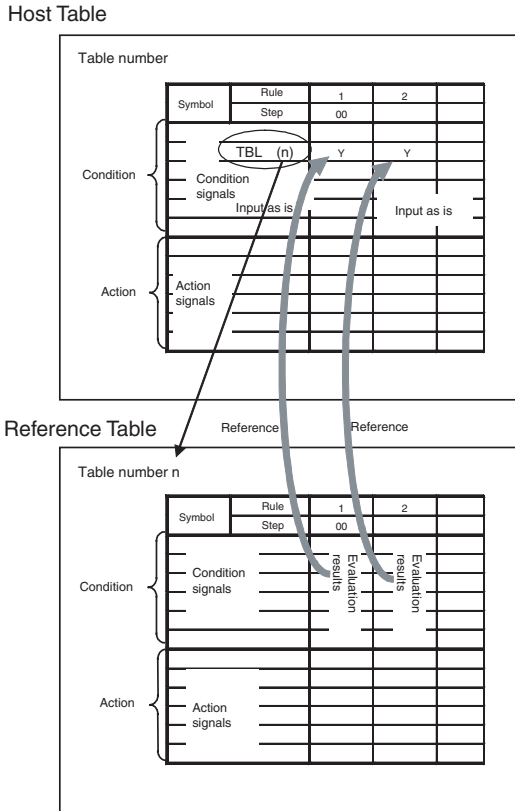 Host Table
Table number
Symbol Rule 1 2
Step 00
TBL (n) Y Y
Condition
Condition
signals
Input as is
Input as is
Action
Action
signals
Reference Table
Reference
Reference
Table number n
Symbol Rule 1 2
Step 00
Condition
Condition
signals
Evaluation
results
Evaluation
results
Action
Action
signals